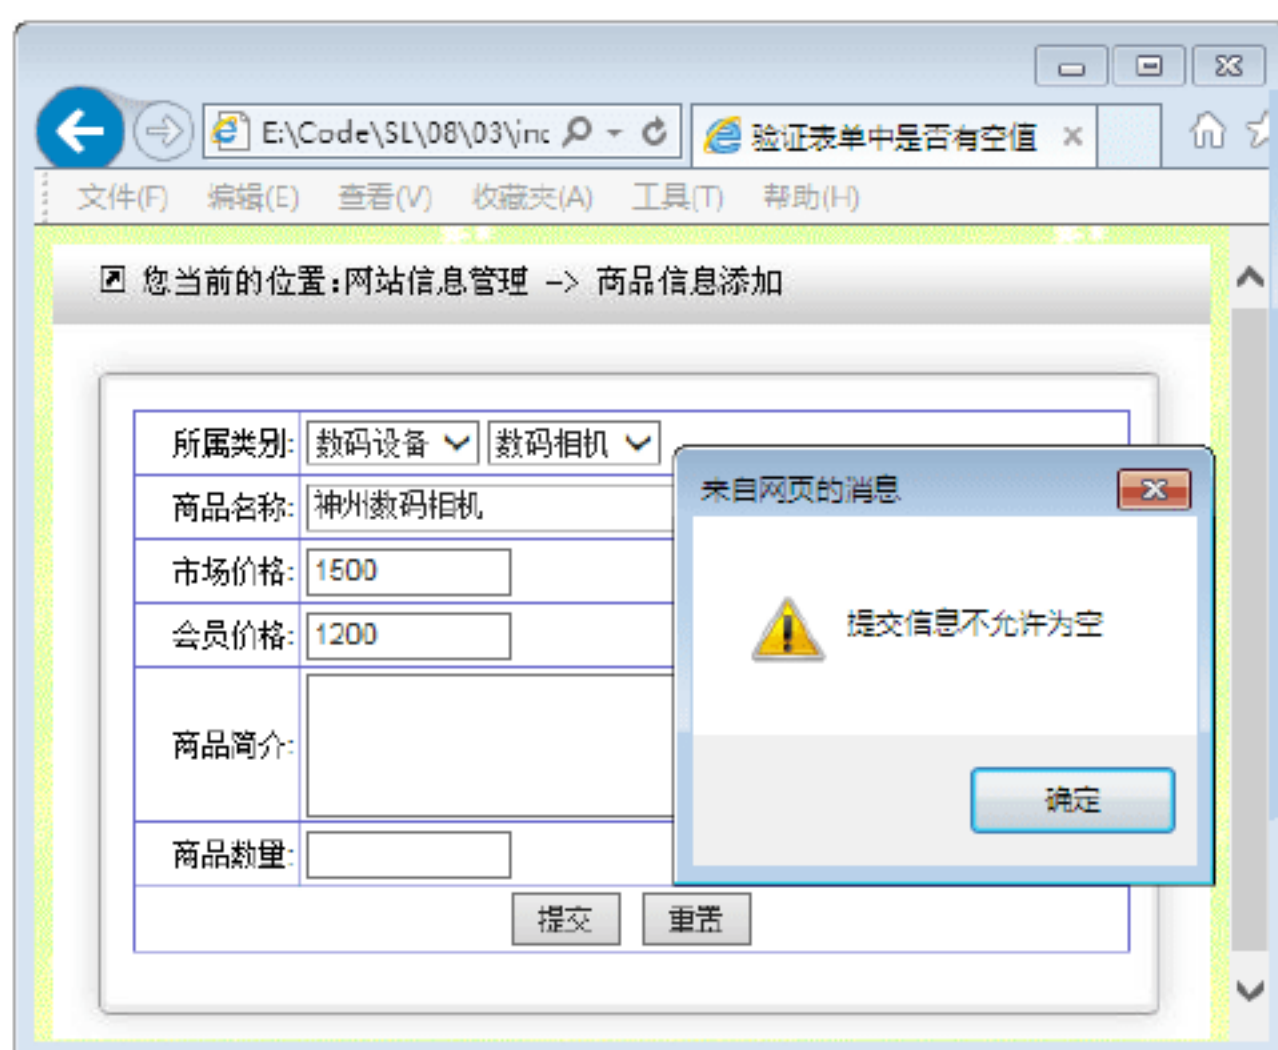 E:\Code\SL\08\03\inc
验证表单中是否有空值
文件(F) 编辑(E) 查看(V) 收藏夹(A) 工具(T) 帮助(H)
您当前的位置:网站信息管理 -> 商品信息添加
所属类别: 数码设备 数码相机
商品名称: 神州数码相机
市场价格: 1500
会员价格: 1200
商品简介:
商品数量:
提交 重置
来自网页的消息
提交信息不允许为空
确定